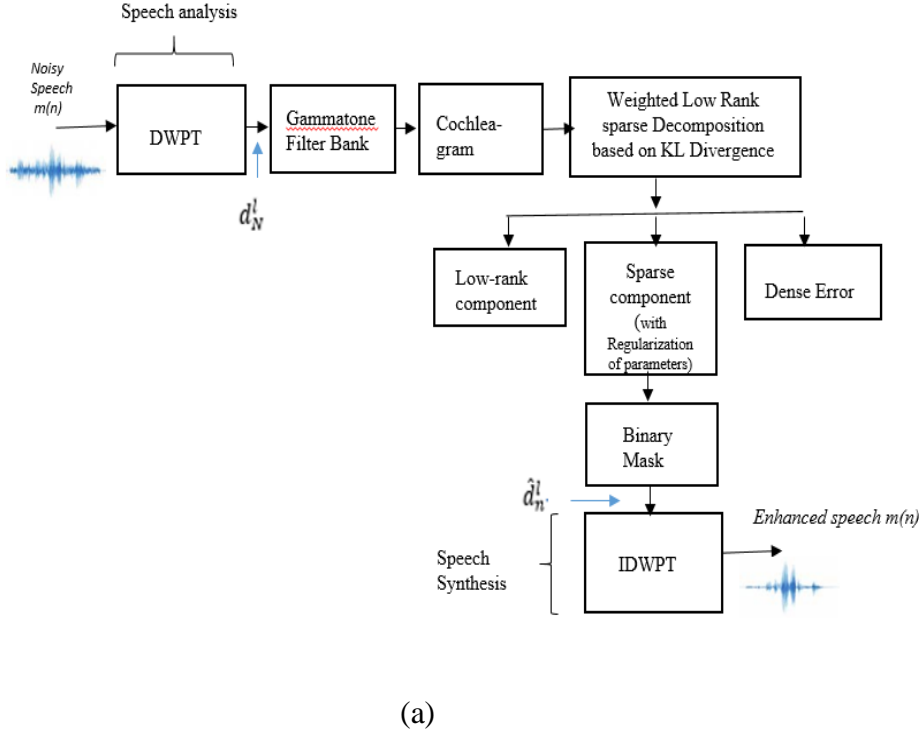 Speech analysis
Noisy
Speech
m(n)
DWPT
Gammatone
Filter Bank
Cochlea-
gram
Weighted Low Rank
sparse Decomposition
based on KL Divergence
d_N^l
Low-rank
component
Sparse
component
(with
Regularization
of parameters)
Dense Error
Binary
Mask
d̂_n^l.
Enhanced speech m(n)
Speech
Synthesis
IDWPT
(a)